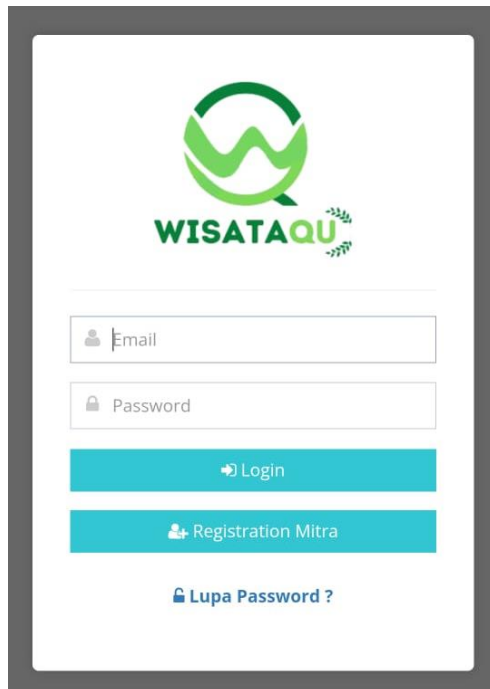 WISATAQU
Email
Password
Login
Registration Mitra
Lupa Password ?